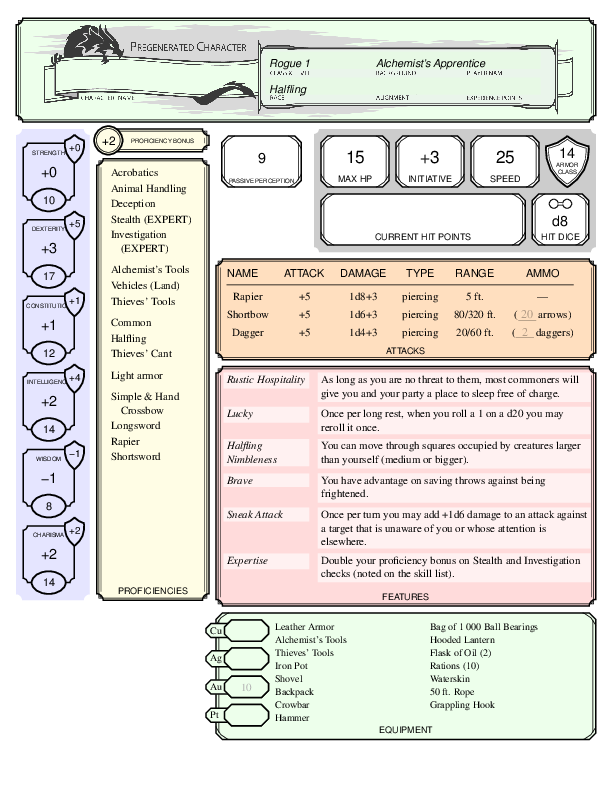 PREGENERATED CHARACTER
CHARACTER NAME
Rogue 1
Alchemist's Apprentice
CLASS & LEVEL
BACKGROUND
PLAYER NAME
Halfling
RACE
ALIGNMENT
EXPERIENCE POINTS
STRENGTH
+0
+0
10
DEXTERITY
+5
+3
17
CONSTITUTIO
+1
+1
12
INTELLIGENC
+4
+2
14
WISDOM
−1
−1
8
CHARISMA
+2
+2
14
+2
PROFICIENCY BONUS
Acrobatics
Animal Handling
Deception
Stealth (EXPERT)
Investigation
(EXPERT)
Alchemist's Tools
Vehicles (Land)
Thieves' Tools
Common
Halfling
Thieves' Cant
Light armor
Simple & Hand
Crossbow
Longsword
Rapier
Shortsword
PROFICIENCIES
9
PASSIVE PERCEPTION
15
MAX HP
+3
INITIATIVE
25
SPEED
14
ARMOR
CLASS
CURRENT HIT POINTS
d8
HIT DICE
NAME ATTACK DAMAGE TYPE RANGE AMMO
Rapier +5 1d8+3 piercing 5 ft. —
Shortbow +5 1d6+3 piercing 80/320 ft. ( 20 arrows)
Dagger +5 1d4+3 piercing 20/60 ft. ( 2 daggers)
ATTACKS
Rustic Hospitality As long as you are no threat to them, most commoners will
give you and your party a place to sleep free of charge.
Lucky Once per long rest, when you roll a 1 on a d20 you may
reroll it once.
Halfling You can move through squares occupied by creatures larger
Nimbleness than yourself (medium or bigger).
Brave You have advantage on saving throws against being
frightened.
Sneak Attack Once per turn you may add +1d6 damage to an attack against
a target that is unaware of you or whose attention is
elsewhere.
Expertise Double your proficiency bonus on Stealth and Investigation
checks (noted on the skill list).
FEATURES
Cu
Ag
Au 10
Pt
Leather Armor
Alchemist's Tools
Thieves' Tools
Iron Pot
Shovel
Backpack
Crowbar
Hammer
Bag of 1 000 Ball Bearings
Hooded Lantern
Flask of Oil (2)
Rations (10)
Waterskin
50 ft. Rope
Grappling Hook
EQUIPMENT